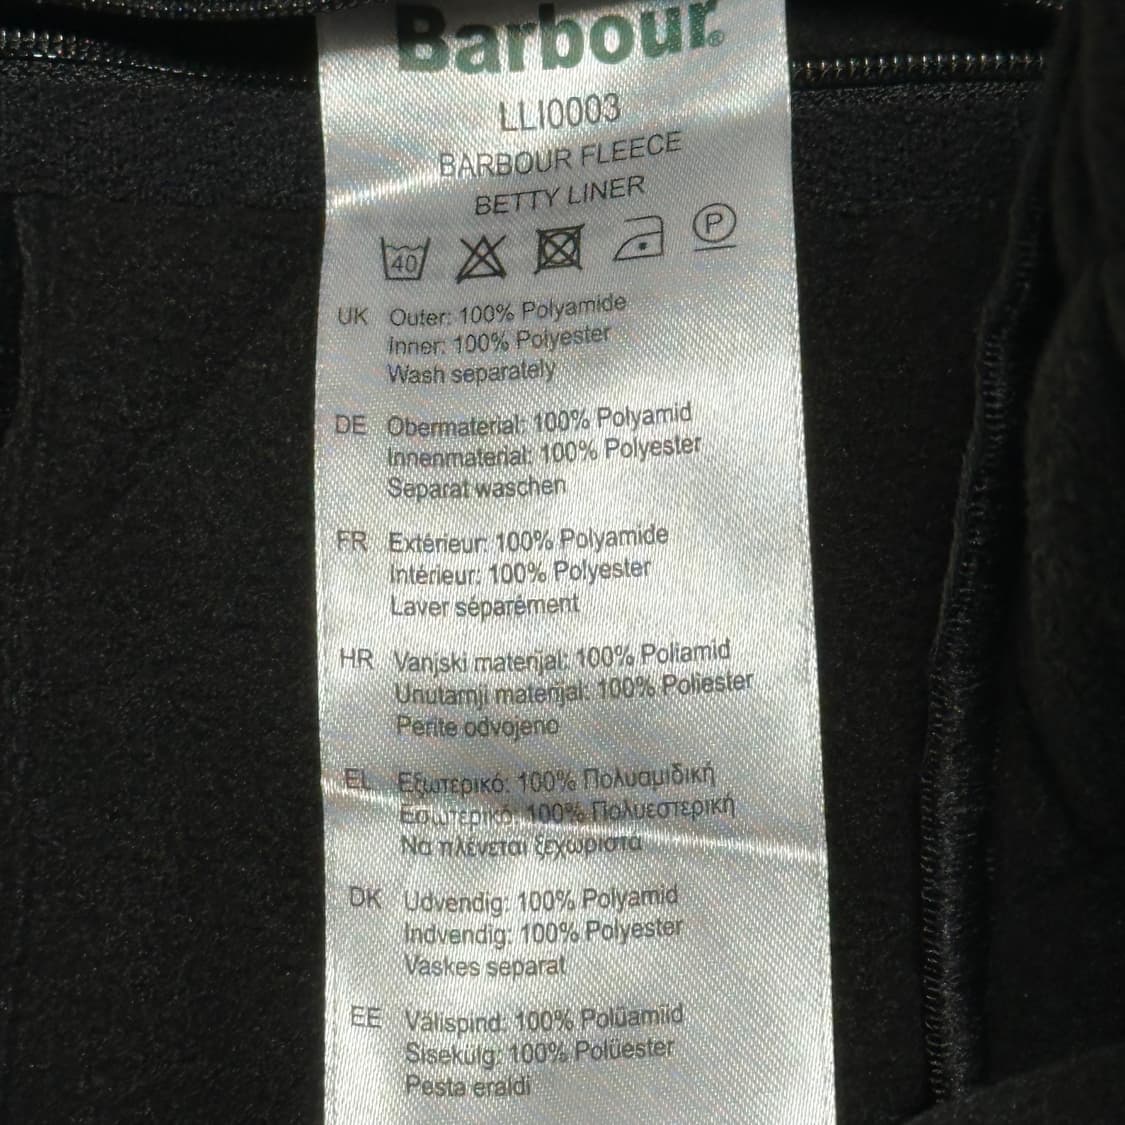 Barbour®
LLI0003
BARBOUR FLEECE
BETTY LINER
40 P
UK Outer: 100% Polyamide
Inner: 100% Polyester
Wash separately
DE Obermaterial: 100% Polyamid
Innenmaterial: 100% Polyester
Separat waschen
FR Extérieur: 100% Polyamide
Intérieur: 100% Polyester
Laver séparément
HR Vanjski materijal: 100% Poliamid
Unutarnji materijal: 100% Poliester
Perite odvojeno
EL Εξωτερικό: 100% Πολυαμιδική
Εσωτερικό: 100% Πολυεστερική
Να πλένεται ξεχωριστά
DK Udvendig: 100% Polyamid
Indvendig: 100% Polyester
Vaskes separat
EE Välispind: 100% Polüamiid
Sisekülg: 100% Polüester
Pesta eraldi